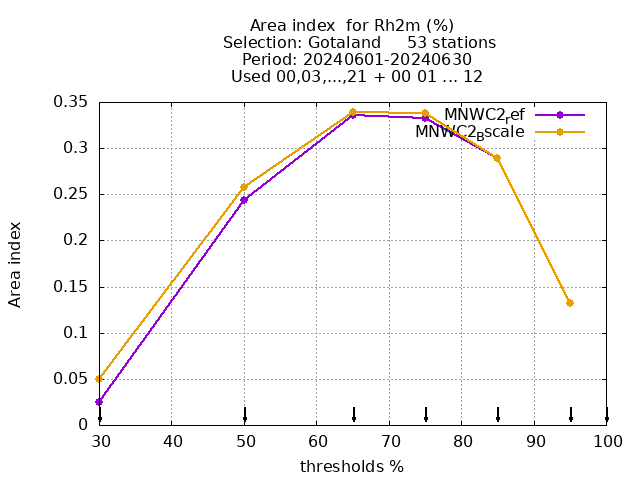 Area index  for Rh2m (%)
Selection: Gotaland     53 stations
Period: 20240601-20240630
Used 00,03,...,21 + 00 01 ... 12
MNWC2ref
MNWC2Bscale
0.35
0.3
0.25
0.2
0.15
0.1
0.05
0
Area index
30 40 50 60 70 80 90 100
thresholds %